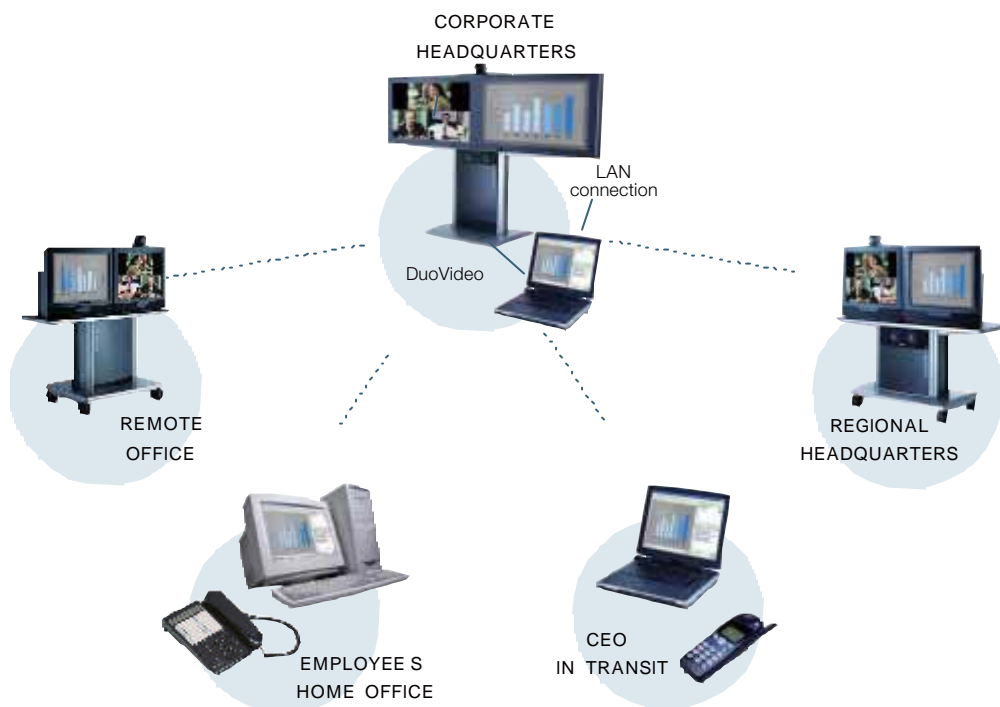 CORPORATE
HEADQUARTERS
LAN
connection
DuoVideo
REMOTE
OFFICE
REGIONAL
HEADQUARTERS
EMPLOYEE S
HOME OFFICE
CEO
IN TRANSIT